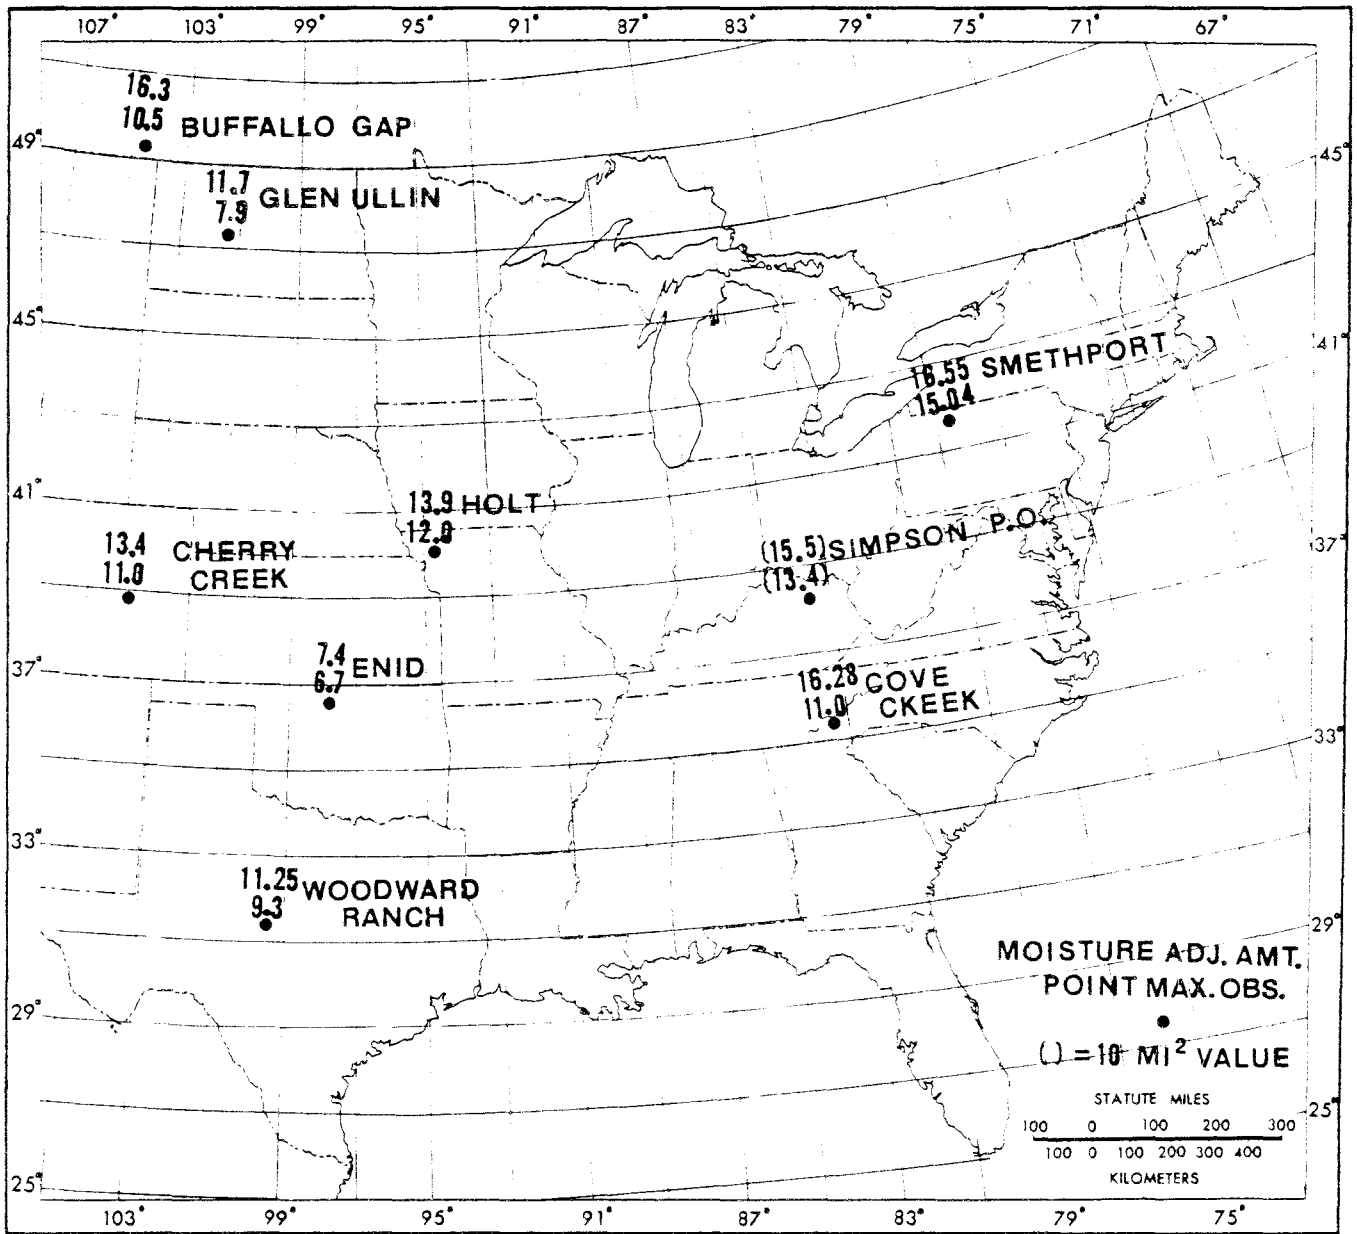 107° 103° 99° 95° 91° 87° 83° 79° 75° 71° 67°
16.3
10.5 BUFFALLO GAP
49°
45°
11.7
7.9 GLEN ULLIN
45°
41°
16.55 SMETHPORT
15.04
41°
13.9 HOLT
12.0
37°
(15.5) SIMPSON P.O.
(13.4)
13.4 CHERRY
11.0 CREEK
37°
7.4
6.7 ENID
16.28 COVE
11.0 CKEEK
33°
33°
11.25 WOODWARD
9.3 RANCH
29°
MOISTURE ADJ. AMT.
POINT MAX. OBS.
29°
( ) = 10 MI² VALUE
STATUTE MILES
100 0 100 200 300
100 0 100 200 300 400
KILOMETERS
25°
25°
103° 99° 95° 91° 87° 83° 79° 75°